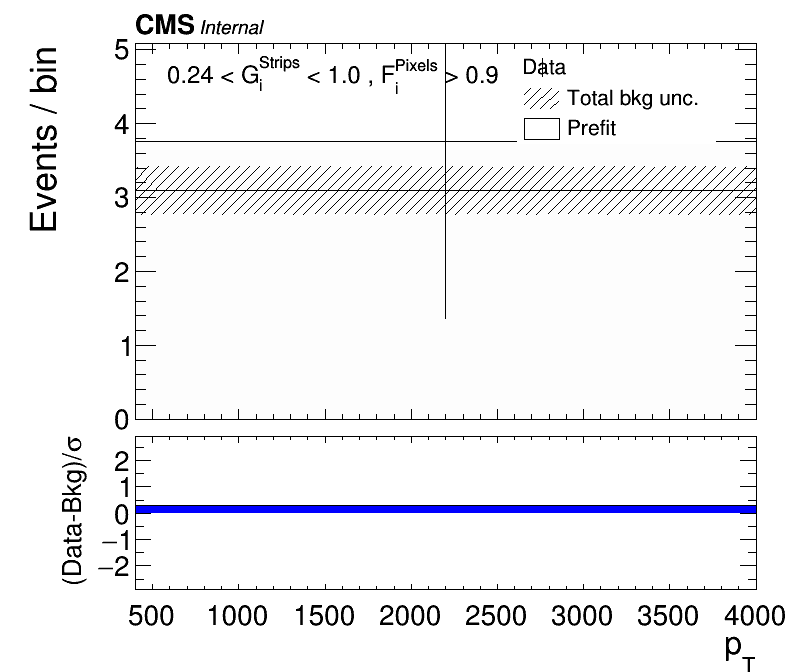 CMS Internal
Events / bin
5
4
3
2
1
0
0.24 < G_i^Strips < 1.0 , F_i^Pixels > 0.9
Data
Total bkg unc.
Prefit
(Data-Bkg)/σ
2
1
0
−1
−2
500 1000 1500 2000 2500 3000 3500 4000
p_T